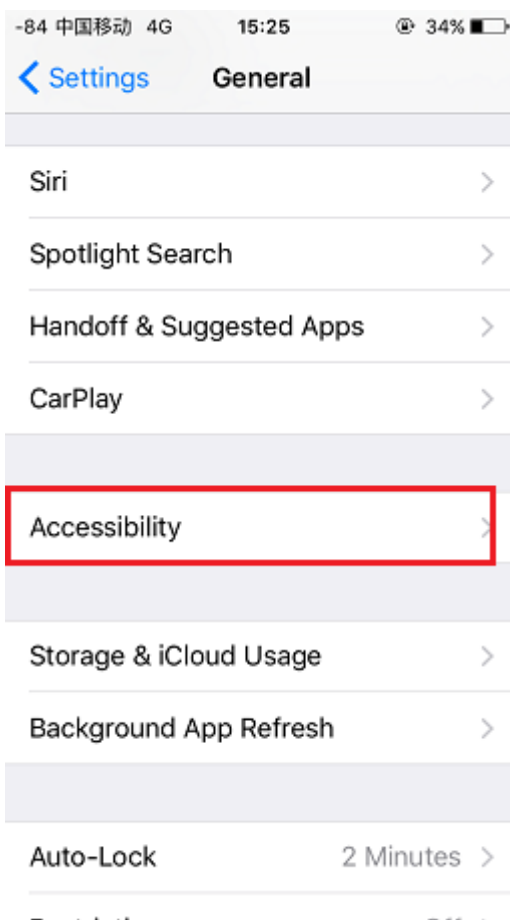 -84 中国移动 4G 15:25 34%
Settings General
Siri
Spotlight Search
Handoff & Suggested Apps
CarPlay
Accessibility
Storage & iCloud Usage
Background App Refresh
Auto-Lock 2 Minutes